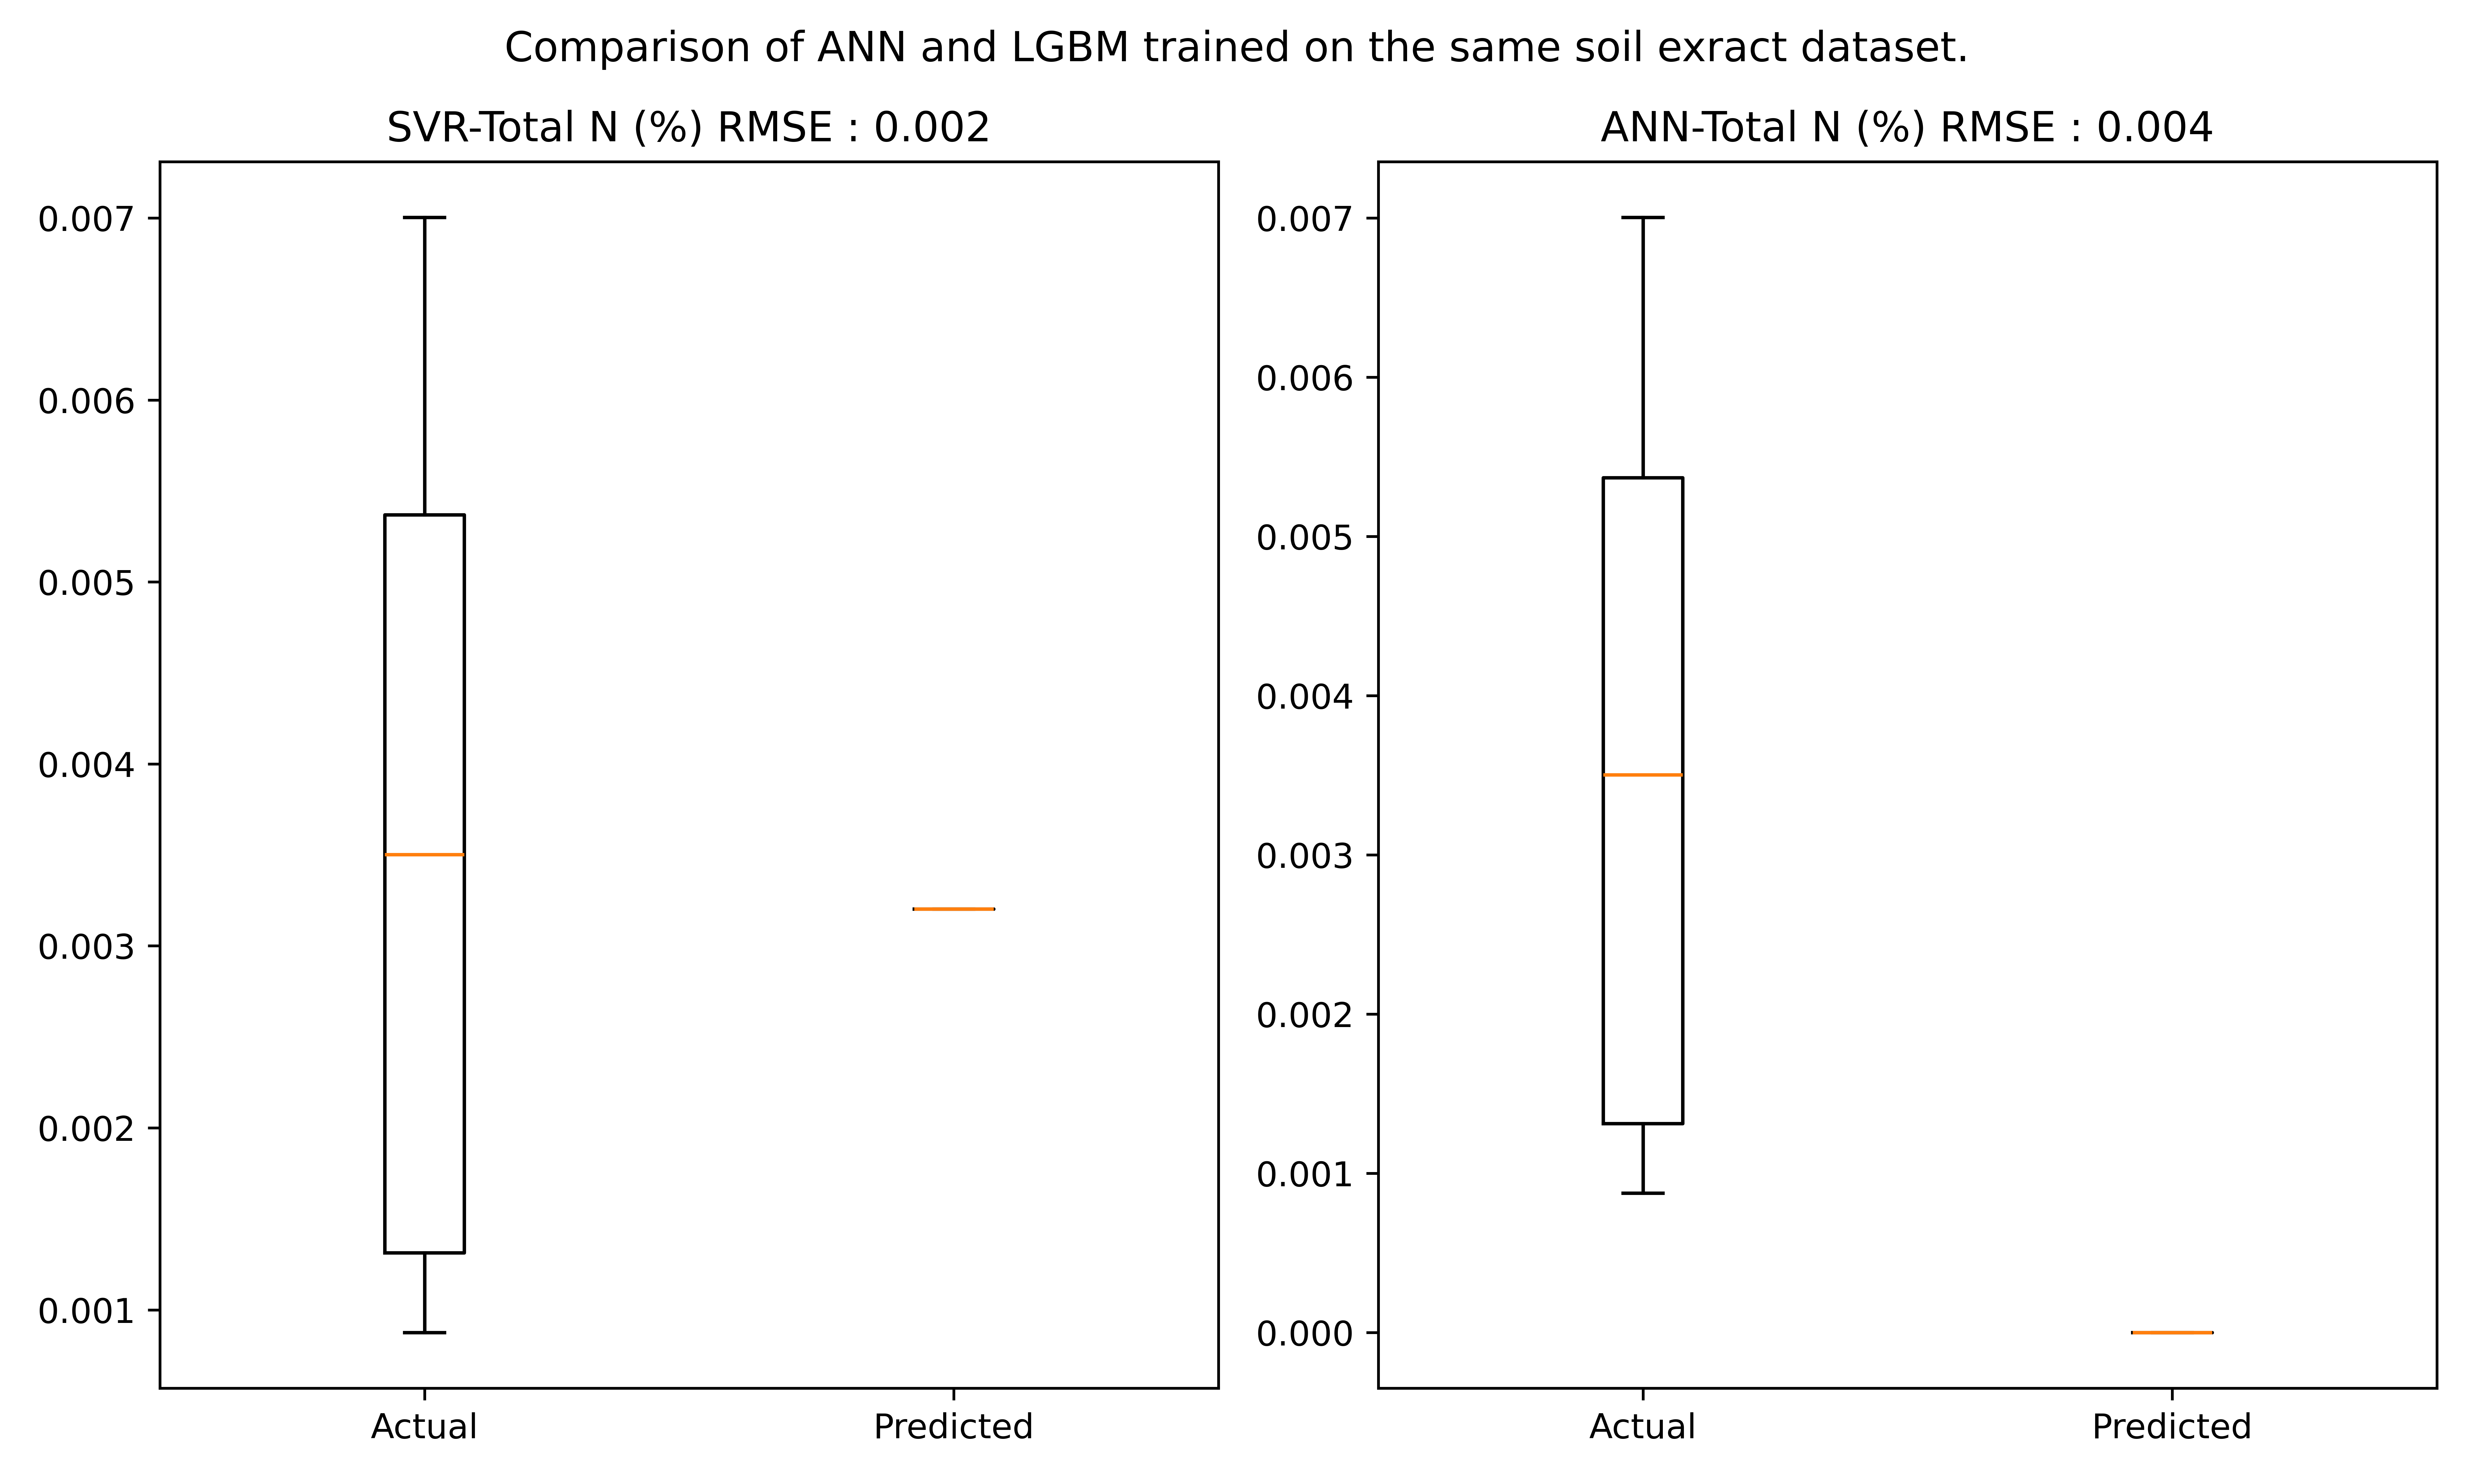 Comparison of ANN and LGBM trained on the same soil exract dataset.
SVR-Total N (%) RMSE : 0.002
0.007
0.006
0.005
0.004
0.003
0.002
0.001
Actual
Predicted
ANN-Total N (%) RMSE : 0.004
0.007
0.006
0.005
0.004
0.003
0.002
0.001
0.000
Actual
Predicted